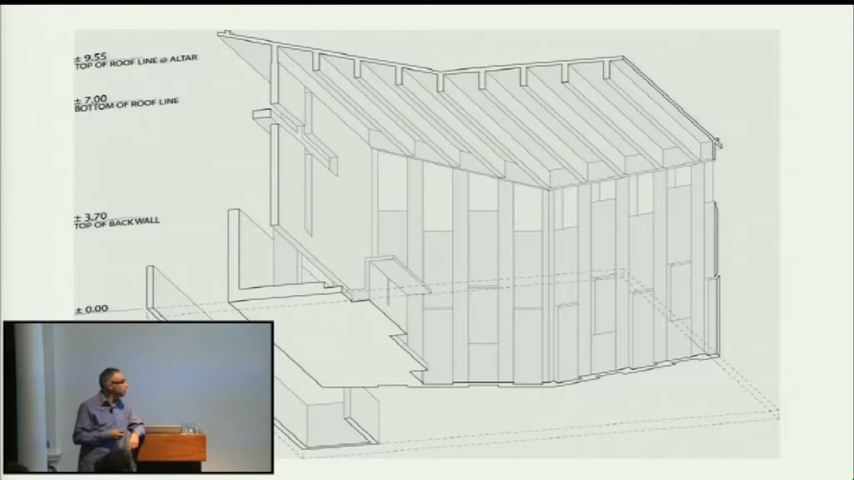 ± 9.55
TOP OF ROOF LINE @ ALTAR
± 7.00
BOTTOM OF ROOF LINE
± 3.70
TOP OF BACK WALL
± 0.00